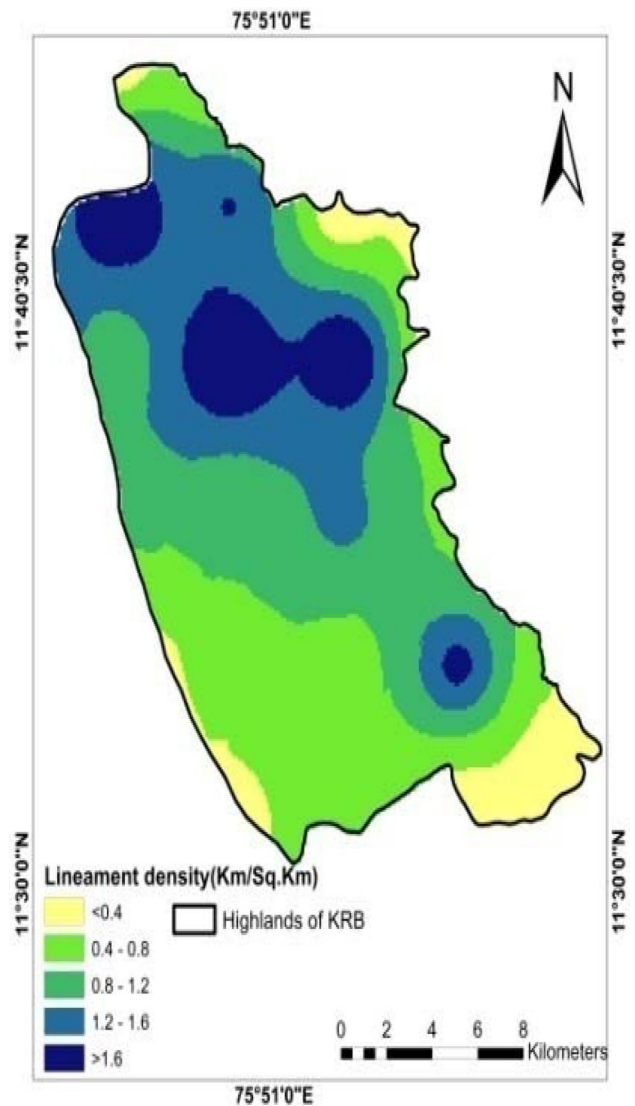 75°51'0"E
N
11°40'30"N
11°40'30"N
11°30'0"N
11°30'0"N
Lineament density(Km/Sq.Km)
<0.4
Highlands of KRB
0.4 - 0.8
0.8 - 1.2
1.2 - 1.6
>1.6
0 2 4 6 8
Kilometers
75°51'0"E